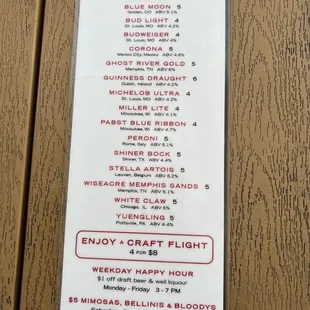 BLUE MOON 5
Golden, CO ABV 5.1%
BUD LIGHT 4
St. Louis, MO ABV 4.2%
BUDWEISER 4
St. Louis, MO ABV 4%
CORONA 5
Mexico City, Mexico ABV 4.6%
GHOST RIVER GOLD 5
Memphis, TN ABV 6%
GUINNESS DRAUGHT 6
Dublin, Ireland ABV 4.2%
MICHELOB ULTRA 4
St. Louis, MO ABV 4.2%
MILLER LITE 4
Milwaukee, WI ABV 4.1%
PABST BLUE RIBBON 4
Milwaukee, WI ABV 4.7%
PERONI 5
Rome, Italy ABV 5.1%
SHINER BOCK 5
Shiner, TX ABV 4.4%
STELLA ARTOIS 5
Leuven, Belgium ABV 5.2%
WISEACRE MEMPHIS SANDS 5
Memphis, TN ABV 5.1%
WHITE CLAW 5
Chicago, IL ABV 5%
YUENGLING 5
Pottsville, PA ABV 4.4%
ENJOY A CRAFT FLIGHT
4 FOR $8
WEEKDAY HAPPY HOUR
$1 off draft beer & well liquour
Monday - Friday 3 - 7 PM
$5 MIMOSAS, BELLINIS & BLOODYS